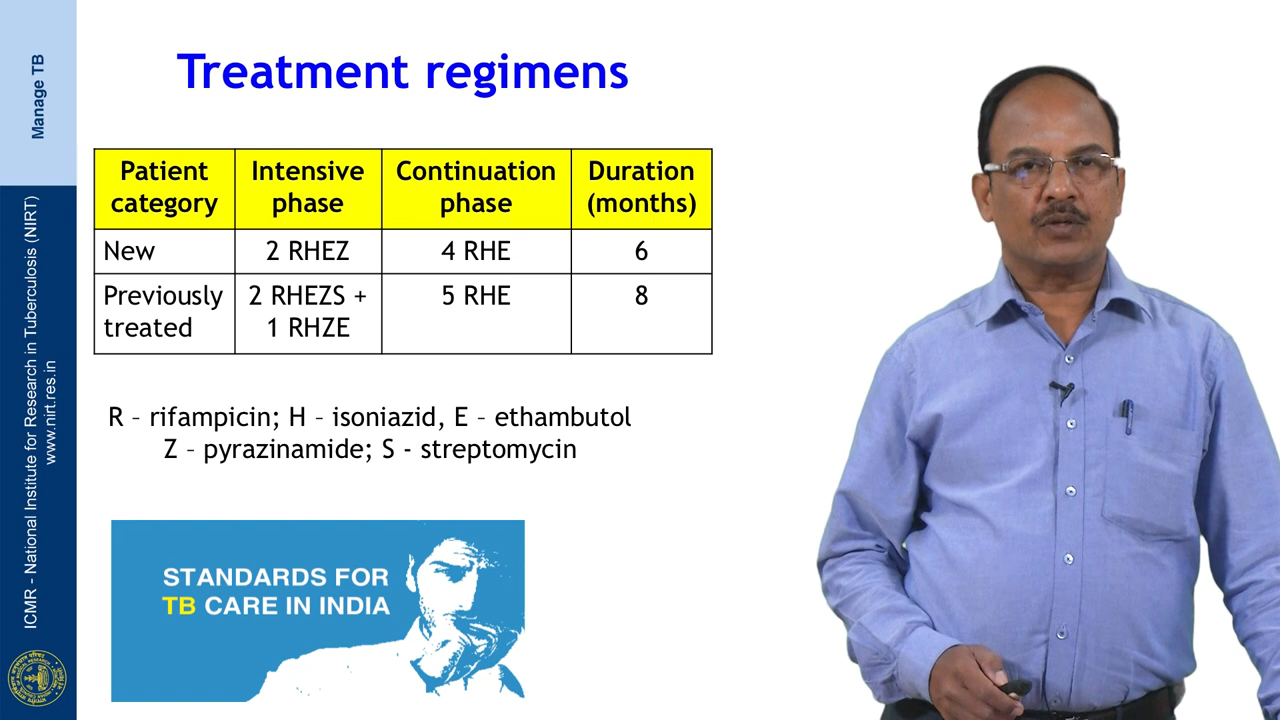 Manage TB
ICMR - National Institute for Research in Tuberculosis (NIRT)
www.nirt.res.in
Treatment regimens
Patient category | Intensive phase | Continuation phase | Duration (months)
New | 2 RHEZ | 4 RHE | 6
Previously treated | 2 RHEZS + 1 RHZE | 5 RHE | 8
R – rifampicin; H – isoniazid, E – ethambutol
Z – pyrazinamide; S - streptomycin
STANDARDS FOR
TB CARE IN INDIA